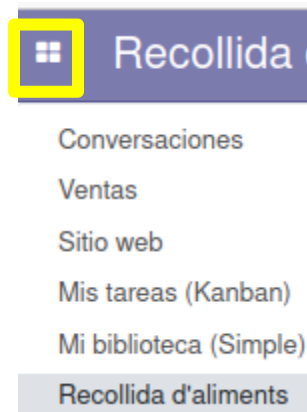 Recollida
Conversaciones
Ventas
Sitio web
Mis tareas (Kanban)
Mi biblioteca (Simple)
Recollida d'aliments